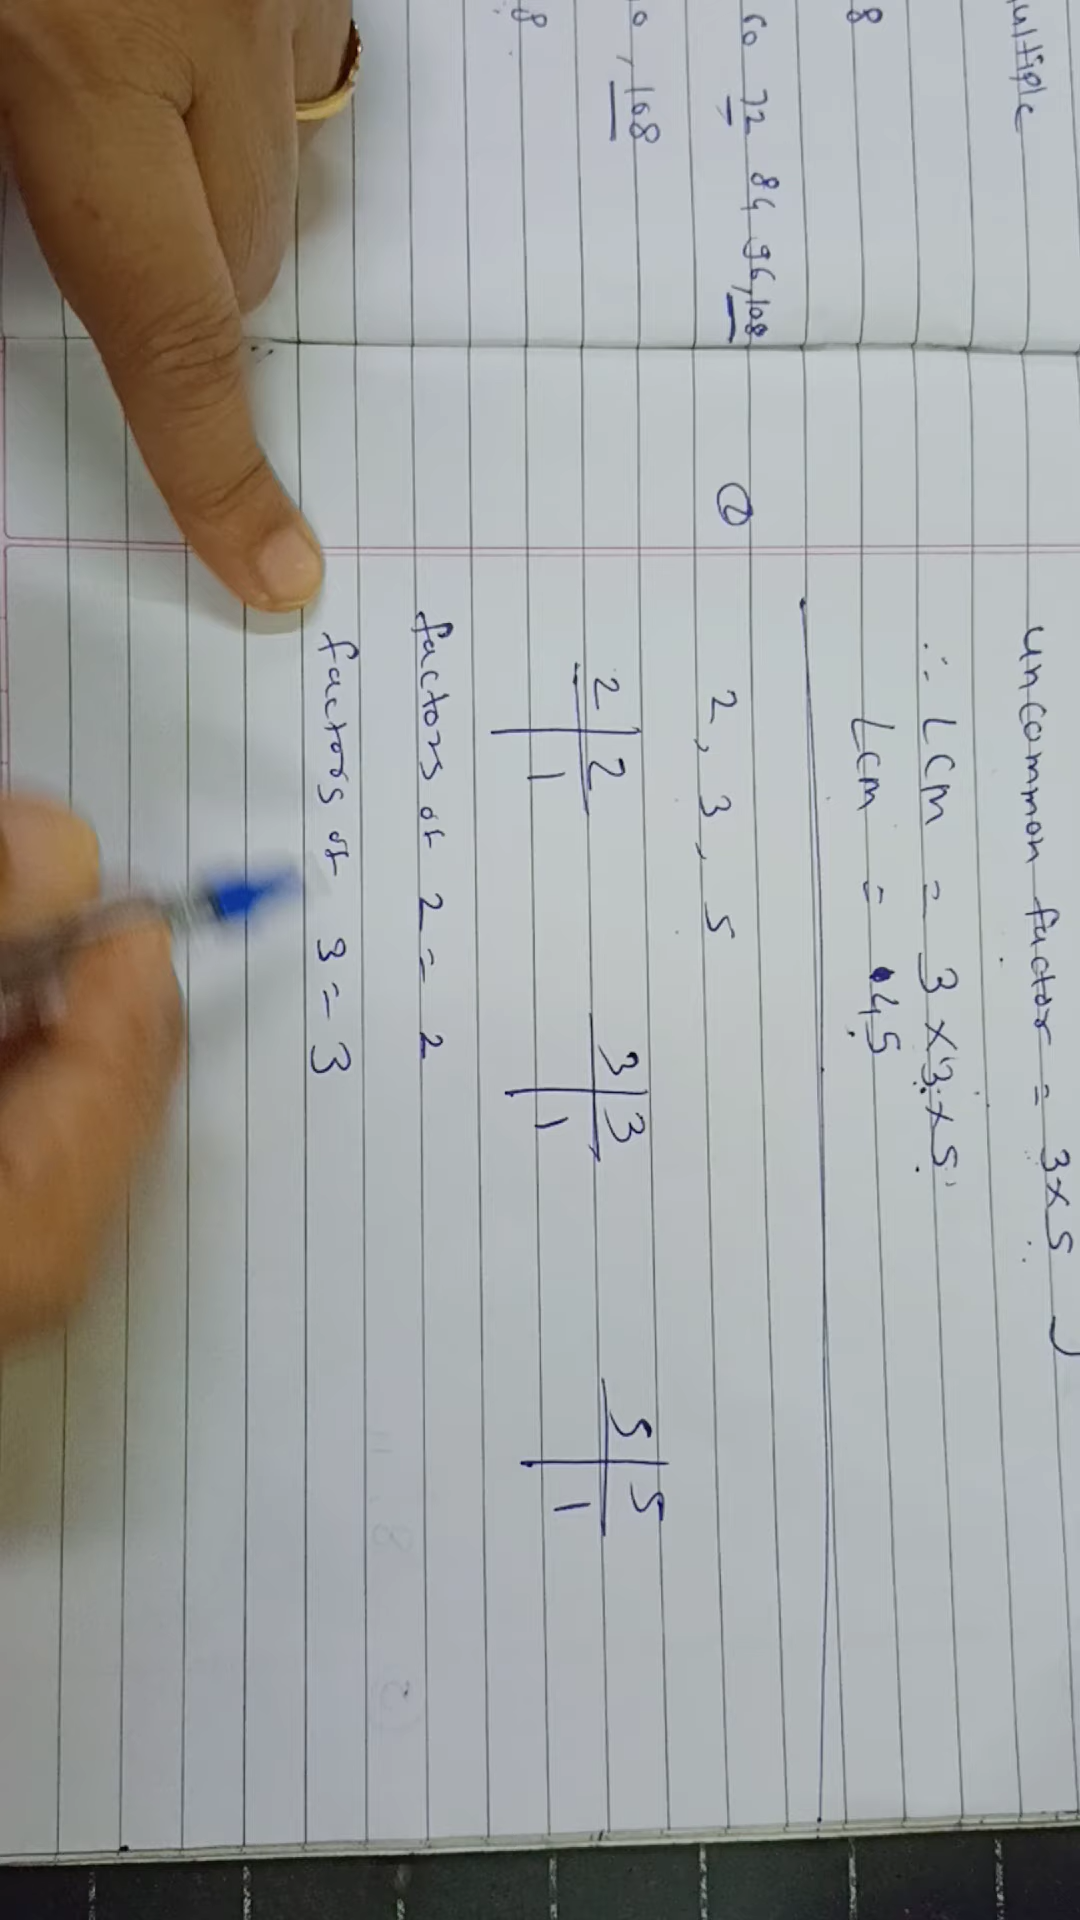 8
60 72 84 96, 108
, 108
8
uncommon factor = 3 x 5
∴ LCM = 3 x 3 x 5
LCM = 45
② 2, 3, 5
2 2 3 3 5 5
1 1 1
factors of 2 = 2
factors of 3 = 3